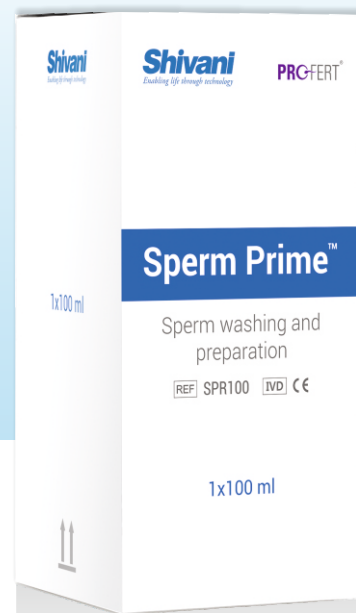 Shivani
Enabling life through technology
1x100 ml
Shivani
Enabling life through technology
PROFERT®
Sperm Prime™
Sperm washing and
preparation
REF SPR100 IVD CE
1x100 ml